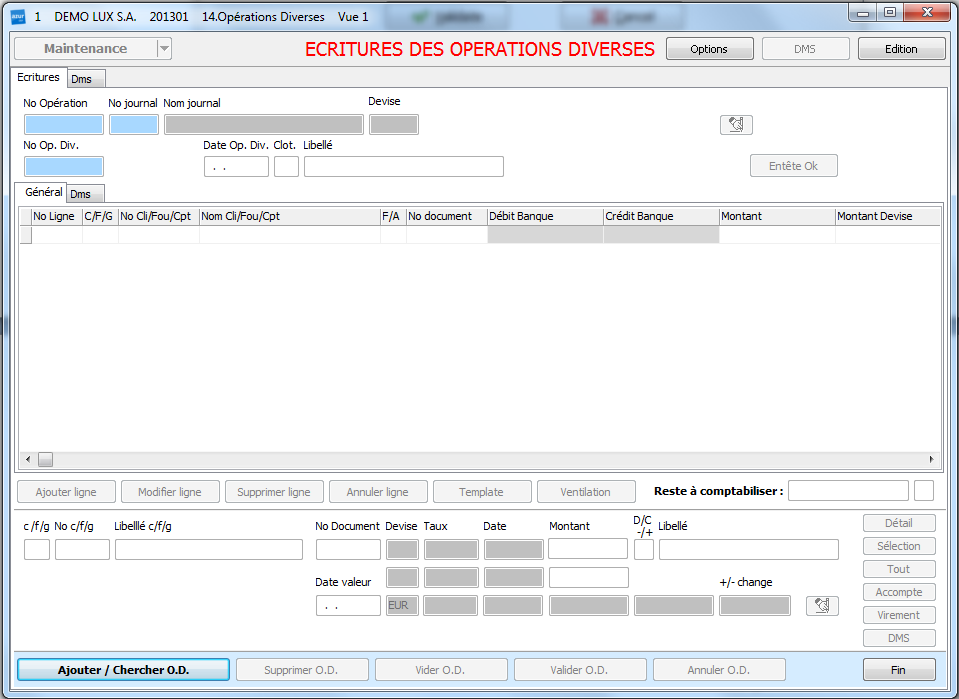 azur 1 DEMO LUX S.A. 201301 14.Opérations Diverses Vue 1
Maintenance ECRITURES DES OPERATIONS DIVERSES Options DMS Edition
Ecritures Dms
No Opération No journal Nom journal Devise
No Op. Div. Date Op. Div. Clot. Libellé
. . Entête Ok
Général Dms
No Ligne C/F/G No Cli/Fou/Cpt Nom Cli/Fou/Cpt F/A No document Débit Banque Crédit Banque Montant Montant Devise
Ajouter ligne Modifier ligne Supprimer ligne Annuler ligne Template Ventilation Reste à comptabiliser :
c/f/g No c/f/g Libelllé c/f/g No Document Devise Taux Date Montant D/C -/+ Libellé
Détail
Sélection
Tout
Date valeur +/- change
Accompte
. . EUR
Virement
DMS
Ajouter / Chercher O.D. Supprimer O.D. Vider O.D. Valider O.D. Annuler O.D. Fin